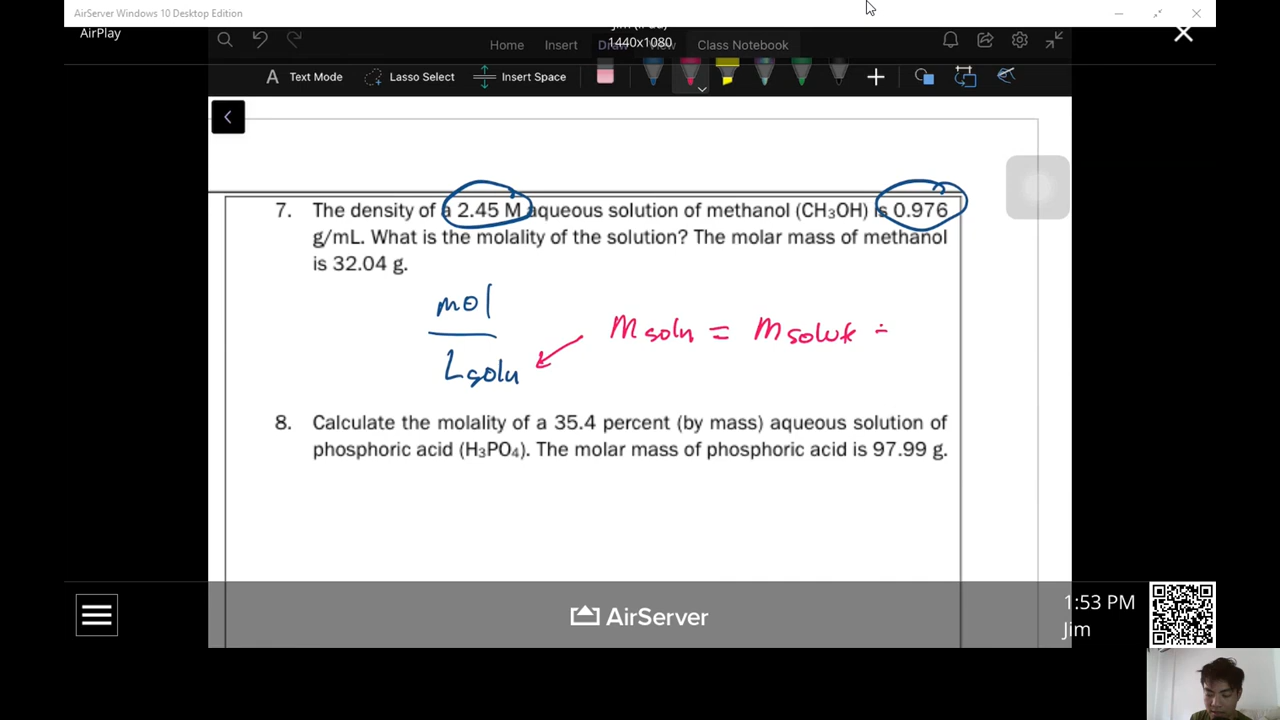 AirServer Windows 10 Desktop Edition
AirPlay
1440x1080
Home Insert Draw View Class Notebook
Text Mode Lasso Select Insert Space
7. The density of a 2.45 M aqueous solution of methanol (CH₃OH) is 0.976
g/mL. What is the molality of the solution? The molar mass of methanol
is 32.04 g.
mol
L soln
m soln = m solute
8. Calculate the molality of a 35.4 percent (by mass) aqueous solution of
phosphoric acid (H₃PO₄). The molar mass of phosphoric acid is 97.99 g.
AirServer
1:53 PM
Jim